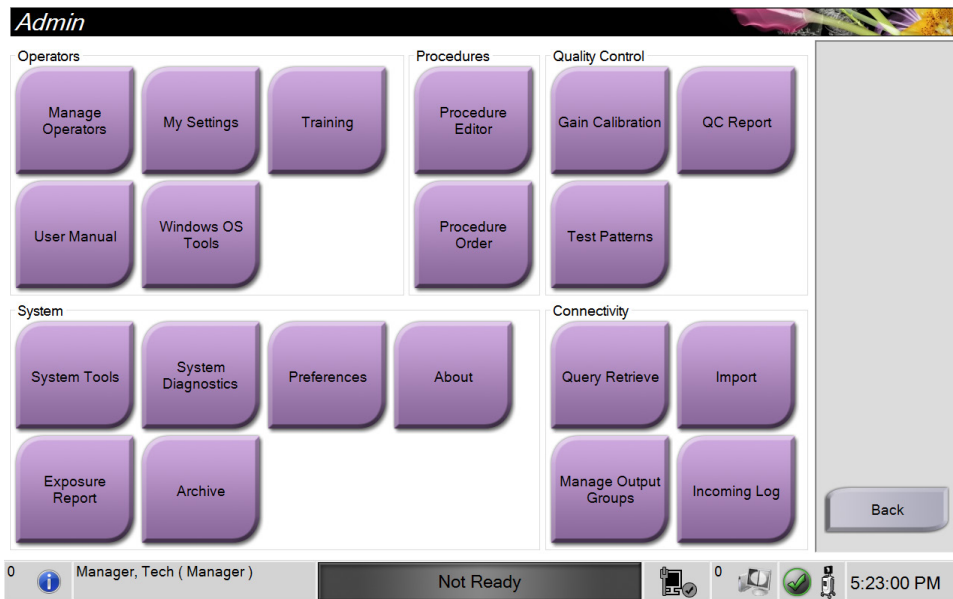 Admin
Operators
Manage
Operators
My Settings
Training
User Manual
Windows OS
Tools
Procedures
Procedure
Editor
Procedure
Order
Quality Control
Gain Calibration
QC Report
Test Patterns
System
System Tools
System
Diagnostics
Preferences
About
Exposure
Report
Archive
Connectivity
Query Retrieve
Import
Manage Output
Groups
Incoming Log
Back
0
Manager, Tech ( Manager )
Not Ready
0
5:23:00 PM